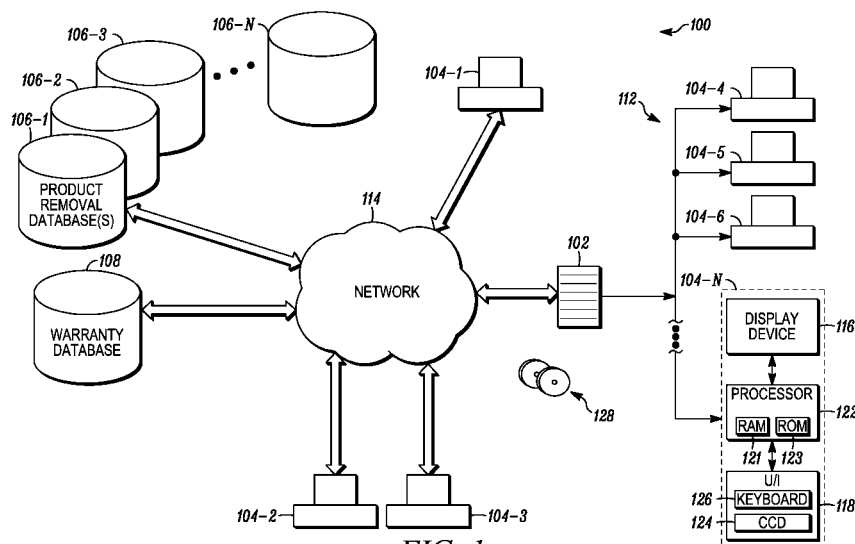 106-3
106-N
100
106-2
104-1
104-4
106-1
112
104-5
PRODUCT
REMOVAL
DATABASE(S)
114
104-6
108
102
104-N
NETWORK
WARRANTY
DATABASE
DISPLAY
DEVICE
116
128
PROCESSOR
122
RAM
ROM
121
123
U/I
126
KEYBOARD
118
124
CCD
104-2
104-3
FIG. 1